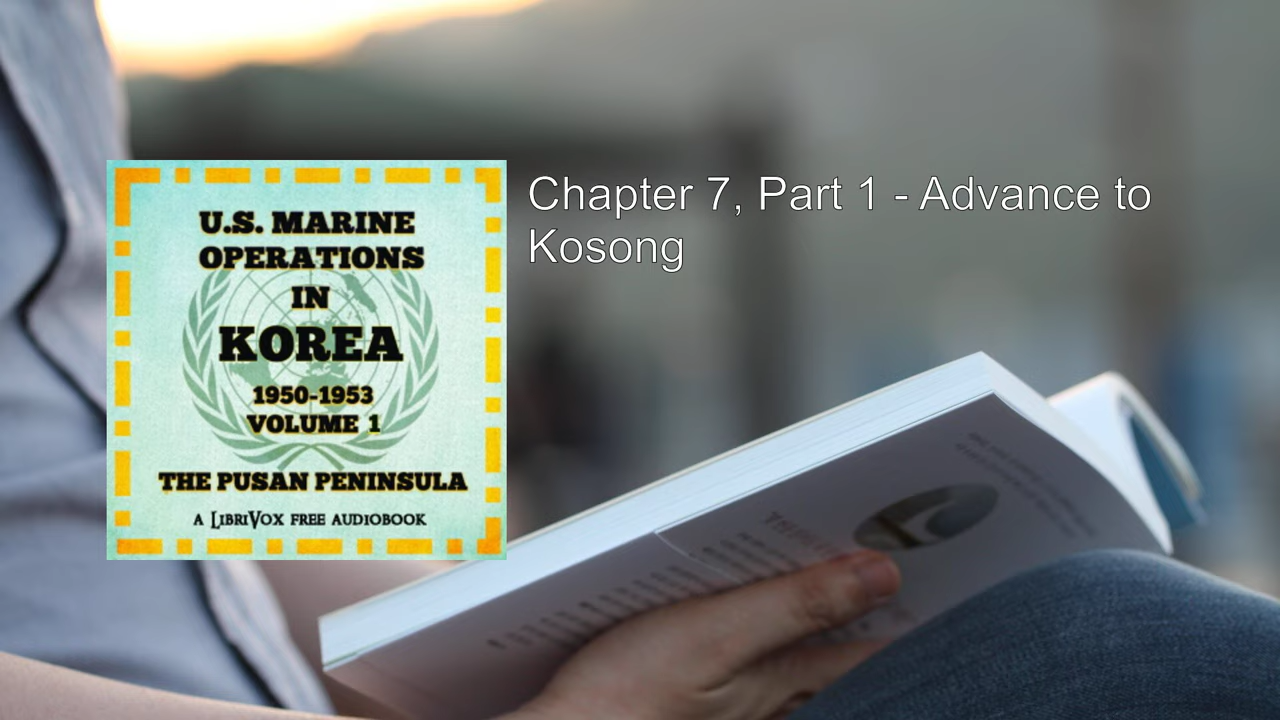 U.S. MARINE
OPERATIONS
IN
KOREA
1950-1953
VOLUME 1
THE PUSAN PENINSULA
A LIBRIVOX FREE AUDIOBOOK
Chapter 7, Part 1 - Advance to
Kosong